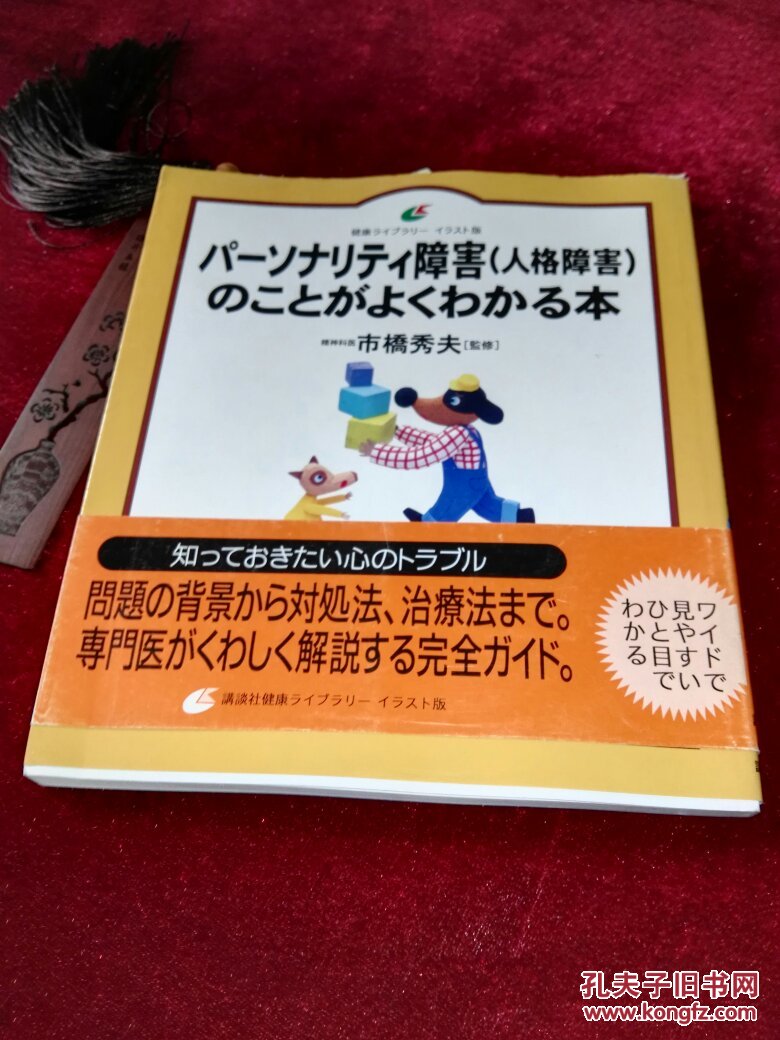 健康ライブラリー イラスト版
パーソナリティ障害(人格障害)
のことがよくわかる本
精神科医 市橋秀夫[監修]
知っておきたい心のトラブル
問題の背景から対処法、治療法まで。
専門医がくわしく解説する完全ガイド。
ワイドで
見やすい
ひと目で
わかる
講談社健康ライブラリー イラスト版
孔夫子旧书网
www.kongfz.com